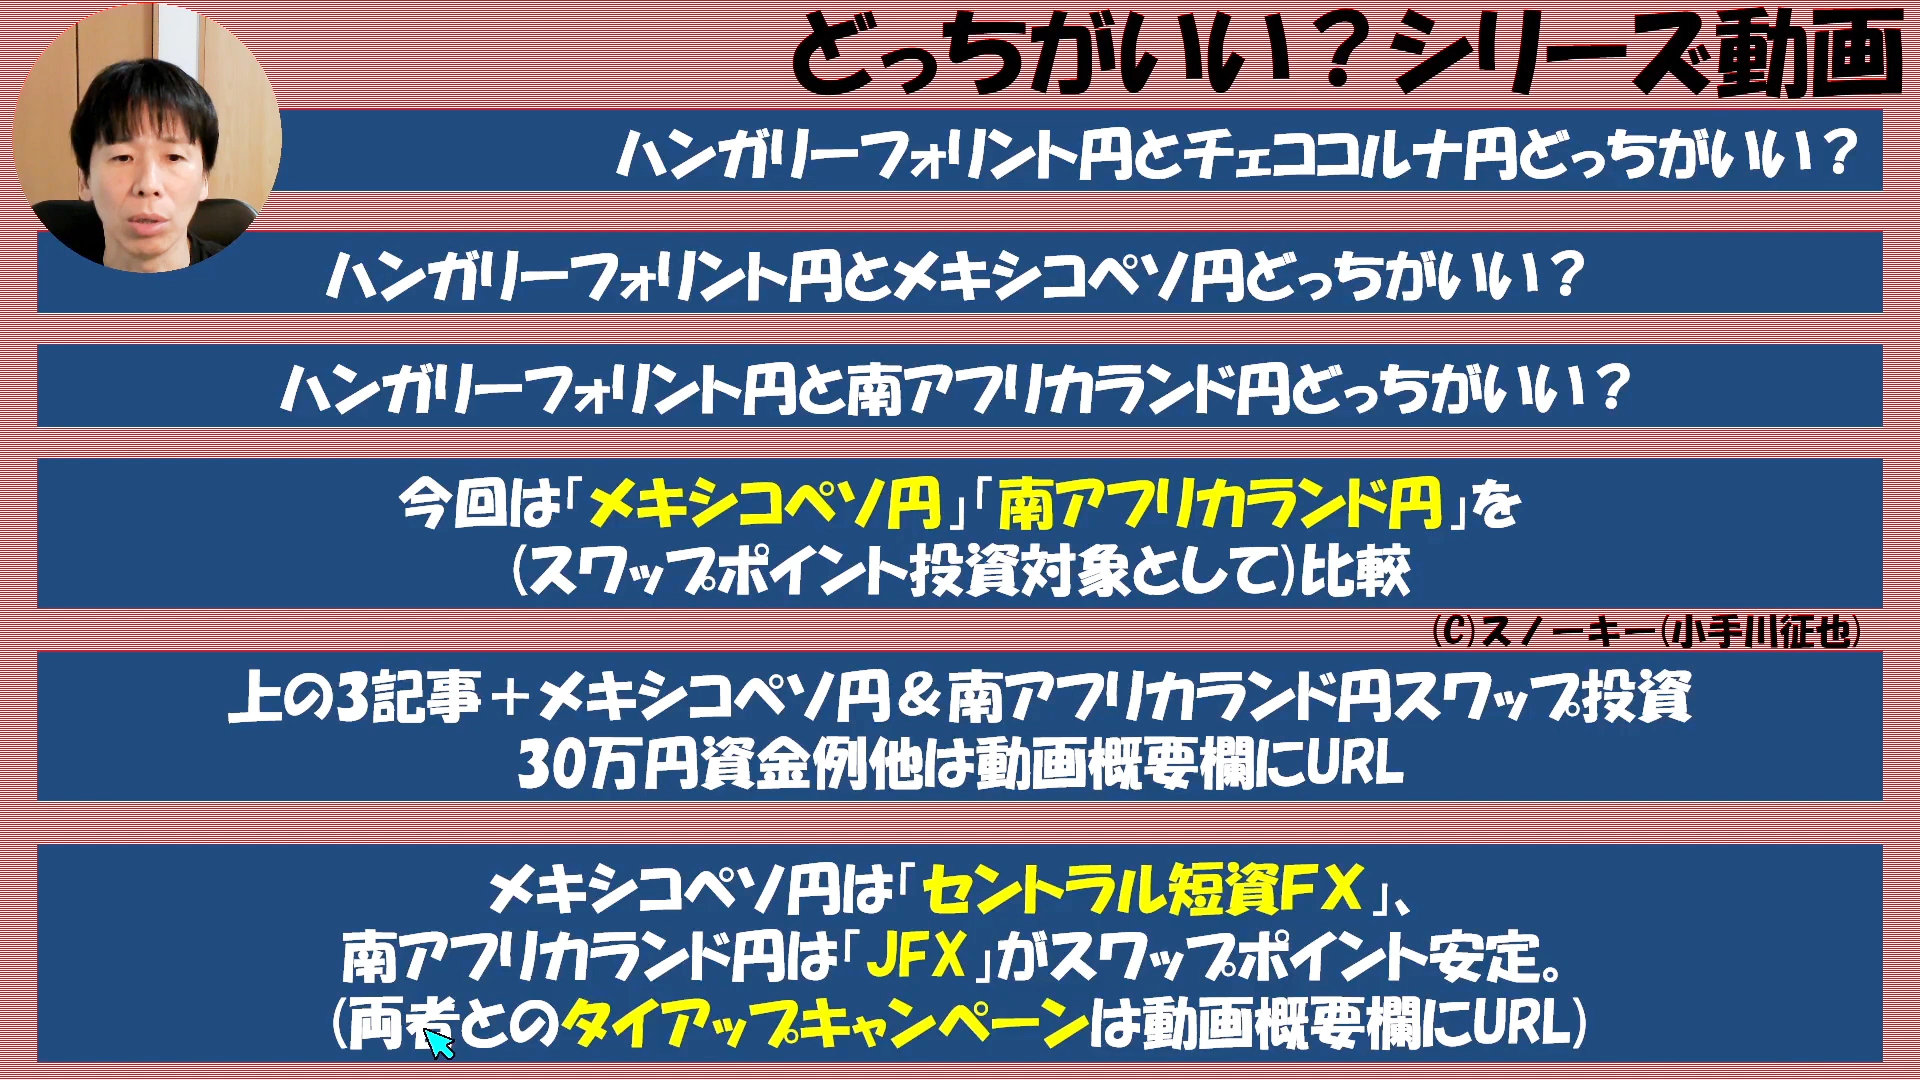 どっちがいい？シリーズ動画
ハンガリーフォリント円とチェココルナ円どっちがいい？
ハンガリーフォリント円とメキシコペソ円どっちがいい？
ハンガリーフォリント円と南アフリカランド円どっちがいい？
今回は「メキシコペソ円」「南アフリカランド円」を
(スワップポイント投資対象として)比較
(C)スノーキー(小手川征也)
上の3記事＋メキシコペソ円＆南アフリカランド円スワップ投資
30万円資金例他は動画概要欄にURL
メキシコペソ円は「セントラル短資FX」、
南アフリカランド円は「JFX」がスワップポイント安定。
(両者とのタイアップキャンペーンは動画概要欄にURL)